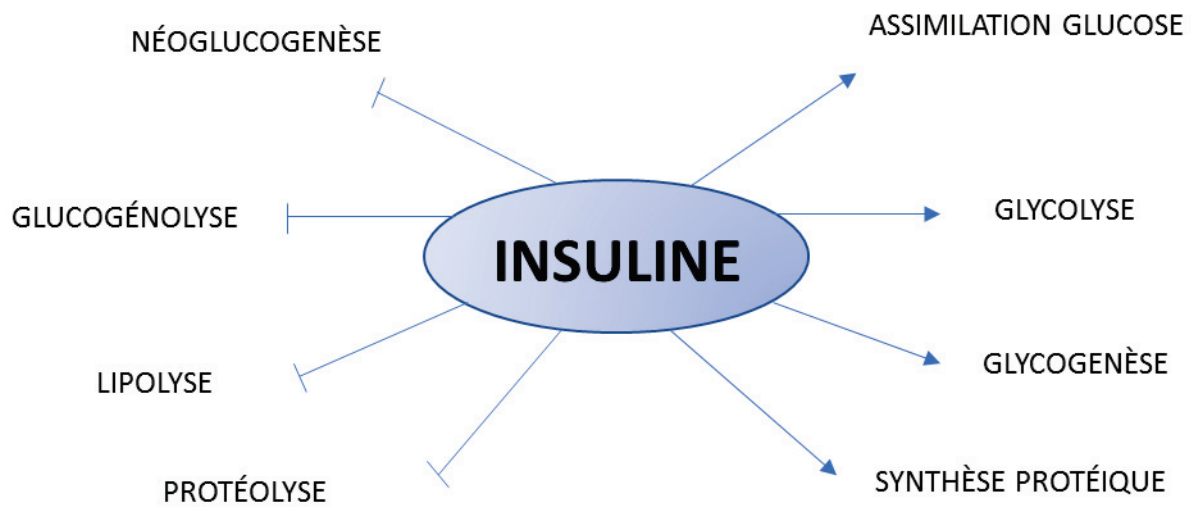 NÉOGLUCOGENÈSE
ASSIMILATION GLUCOSE
GLUCOGÉNOLYSE
GLYCOLYSE
INSULINE
LIPOLYSE
GLYCOGENÈSE
PROTÉOLYSE
SYNTHÈSE PROTÉIQUE